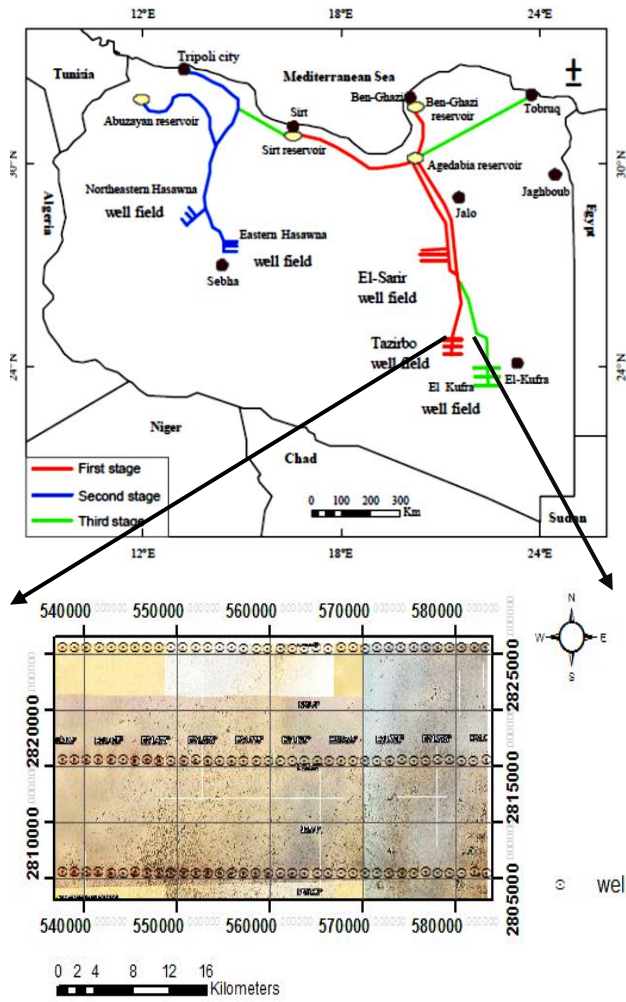 12°E 18°E 24°E
Tripoli city
Tunisia
Mediterranean Sea
Ben-Ghazi
Ben-Ghazi
reservoir
Tobruq
Abuzayan reservoir
Sirt
Sirt reservoir
Agedabia reservoir
30°N
30°N
Jaghboub
Northeastern Hasawna
well field
Jalo
Algeria
Egypt
Eastern Hasawna
well field
Sebha
El-Sarir
well field
Tazirbo
well field
24°N
24°N
El Kufra
well field
El-Kufra
Niger
Chad
Sudan
First stage
Second stage
Third stage
0 100 200 300
Km
12°E 18°E 24°E
540000 550000 560000 570000 580000
N
W E
S
2825000
2820000
2815000
2810000
2805000
540000 550000 560000 570000 580000
wel
0 2 4 8 12 16
Kilometers